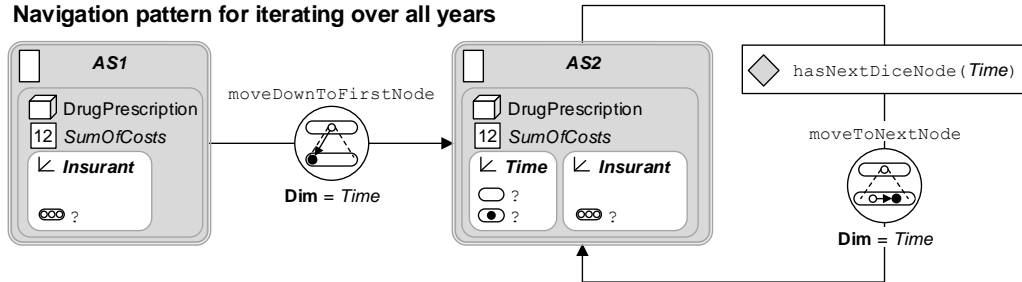 Navigation pattern for iterating over all years
AS1
DrugPrescription
12 SumOfCosts
Insurant
?
moveDownToFirstNode
Dim = Time
AS2
DrugPrescription
12 SumOfCosts
Time
?
?
Insurant
?
hasNextDiceNode(Time)
moveToNextNode
Dim = Time